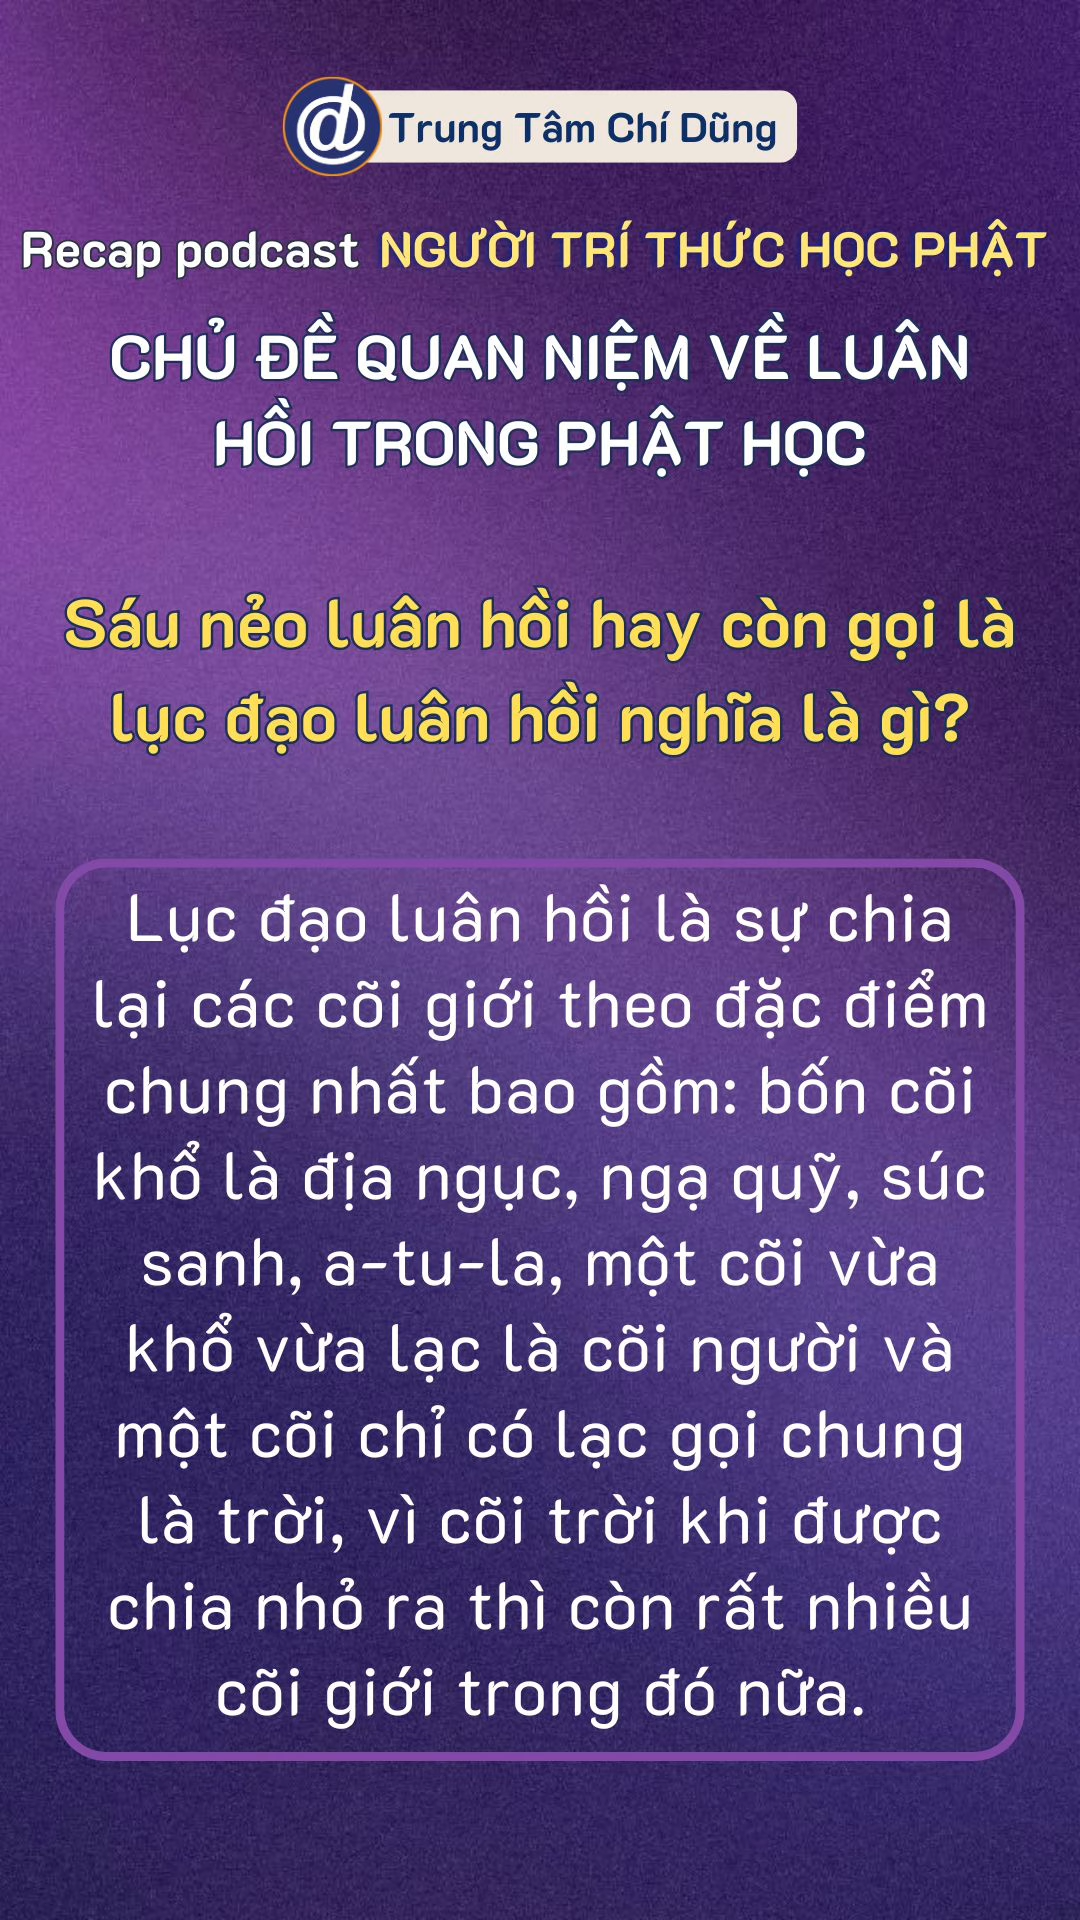 Trung Tâm Chí Dũng
Recap podcast NGƯỜI TRÍ THỨC HỌC PHẬT
CHỦ ĐỀ QUAN NIỆM VỀ LUÂN
HỒI TRONG PHẬT HỌC
Sáu nẻo luân hồi hay còn gọi là
lục đạo luân hồi nghĩa là gì?
Lục đạo luân hồi là sự chia
lại các cõi giới theo đặc điểm
chung nhất bao gồm: bốn cõi
khổ là địa ngục, ngạ quỹ, súc
sanh, a-tu-la, một cõi vừa
khổ vừa lạc là cõi người và
một cõi chỉ có lạc gọi chung
là trời, vì cõi trời khi được
chia nhỏ ra thì còn rất nhiều
cõi giới trong đó nữa.